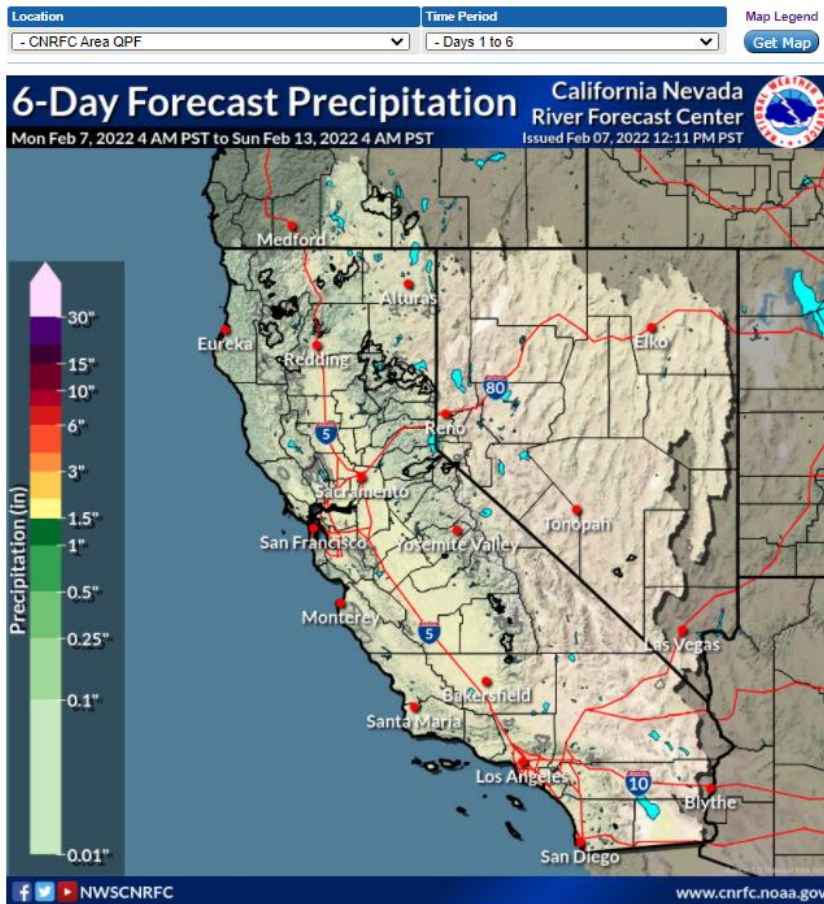 Location
Time Period
Map Legend
- CNRFC Area QPF
- Days 1 to 6
Get Map
6-Day Forecast Precipitation
California Nevada
River Forecast Center
Mon Feb 7, 2022 4 AM PST to Sun Feb 13, 2022 4 AM PST
Issued Feb 07, 2022 12:11 PM PST
NATIONAL WEATHER SERVICE
Medford
Alturas
Eureka
Redding
Elko
80
Reno
5
Sacramento
Tonopah
San Francisco
Yosemite Valley
Monterey
5
Las Vegas
Bakersfield
Santa Maria
Los Angeles
10
Blythe
San Diego
Precipitation (in)
30"
15"
10"
6"
3"
1.5"
1"
0.5"
0.25"
0.1"
0.01"
NWSCNRFC
www.cnrfc.noaa.gov